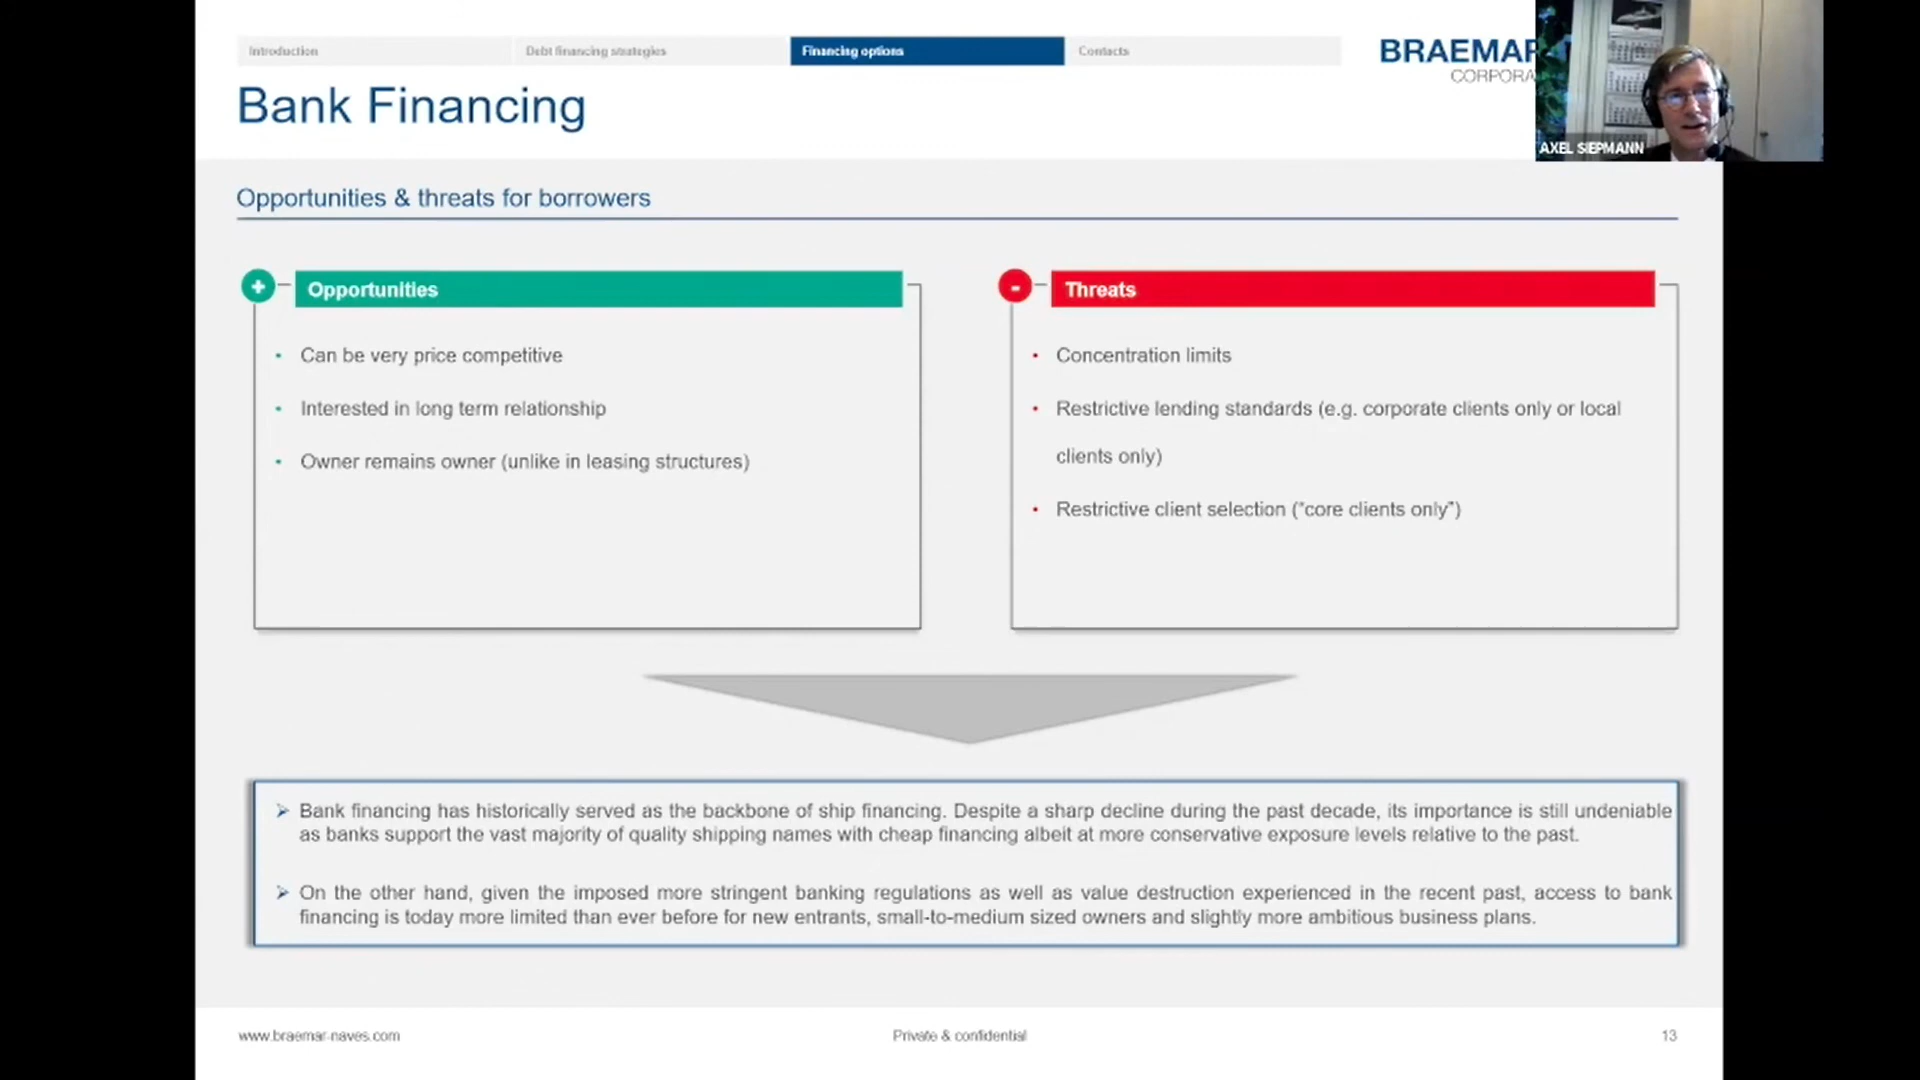 Introduction
Debt financing strategies
Financing options
Contacts
BRAEMAR
CORPORA
AXEL SIEPMANN
Bank Financing
Opportunities & threats for borrowers
+
Opportunities
• Can be very price competitive
• Interested in long term relationship
• Owner remains owner (unlike in leasing structures)
-
Threats
• Concentration limits
• Restrictive lending standards (e.g. corporate clients only or local
clients only)
• Restrictive client selection ("core clients only")
➢ Bank financing has historically served as the backbone of ship financing. Despite a sharp decline during the past decade, its importance is still undeniable
as banks support the vast majority of quality shipping names with cheap financing albeit at more conservative exposure levels relative to the past.
➢ On the other hand, given the imposed more stringent banking regulations as well as value destruction experienced in the recent past, access to bank
financing is today more limited than ever before for new entrants, small-to-medium sized owners and slightly more ambitious business plans.
www.braemar-naves.com
Private & confidential
13